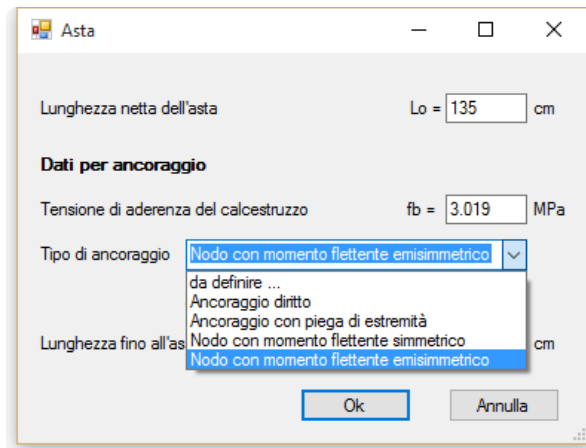 Asta
Lunghezza netta dell'asta Lo = 135 cm
Dati per ancoraggio
Tensione di aderenza del calcestruzzo fb = 3.019 MPa
Tipo di ancoraggio Nodo con momento flettente emisimmetrico
da definire ...
Ancoraggio diritto
Ancoraggio con piega di estremità
Nodo con momento flettente simmetrico
Lunghezza fino all'as cm
Nodo con momento flettente emisimmetrico
Ok Annulla